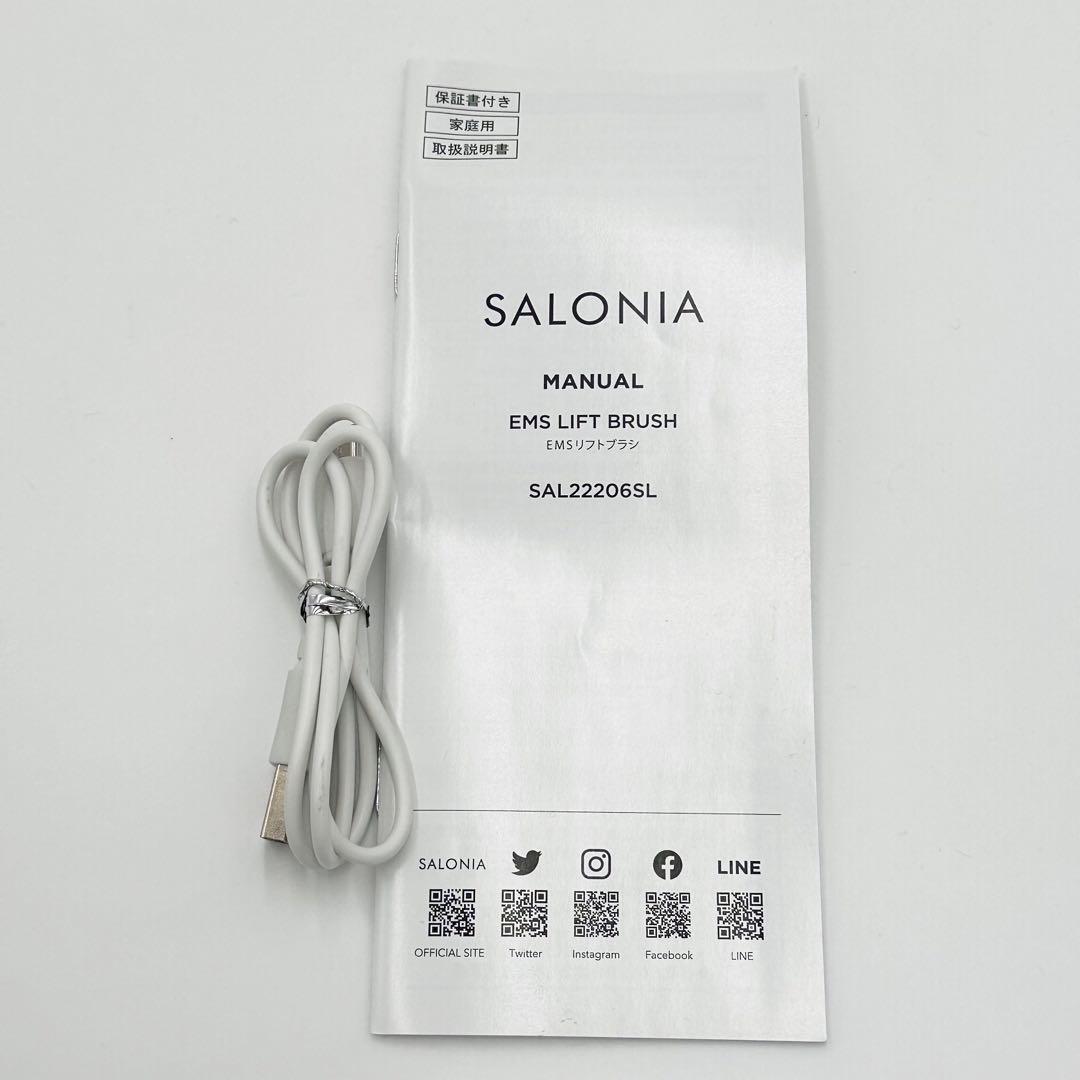 保証書付き
家庭用
取扱説明書
SALONIA
MANUAL
EMS LIFT BRUSH
EMSリフトブラシ
SAL22206SL
SALONIA LINE
OFFICIAL SITE Twitter Instagram Facebook LINE